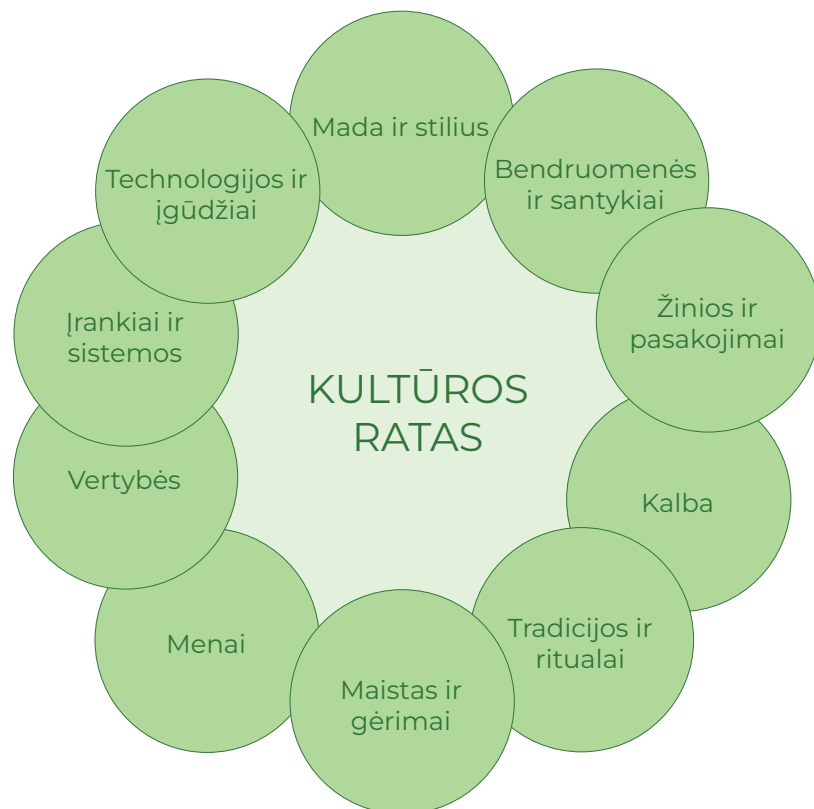 Mada ir stilius
Bendruomenės
ir santykiai
Žinios ir
pasakojimai
Kalba
Tradicijos ir
ritualai
Maistas ir
gėrimai
Menai
Vertybės
Įrankiai ir
sistemos
Technologijos ir
įgūdžiai
KULTŪROS
RATAS